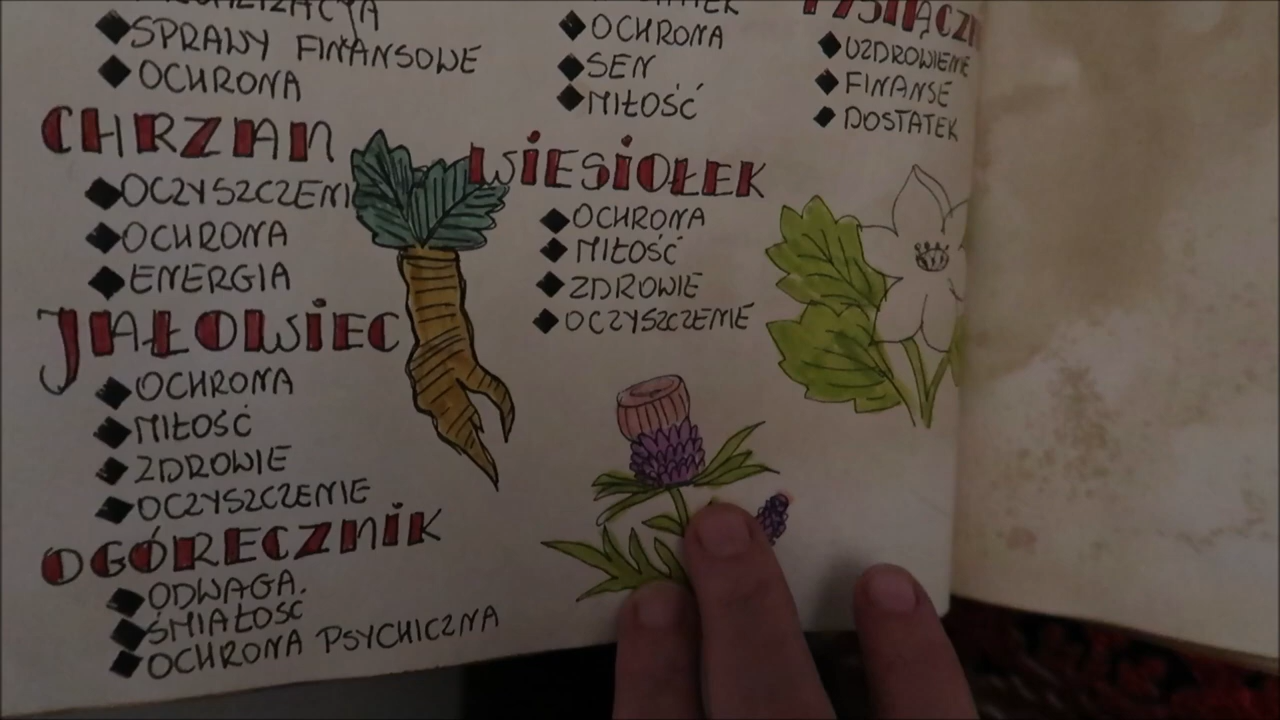 SPRAWY FINANSOWE
OCHRONA
CHRZAN
OCHRONA
ENERGIA
JAŁOWIEC
OCHRONA
MIŁOŚĆ
ZDROWIE
OCZYSZCZENIE
OGÓRECZNIK
ODWAGA.
ŚMIAŁOŚĆ
OCHRONA PSYCHICZNA
OCHRONA
SEN
MIŁOŚĆ
WIESIOŁEK
OCHRONA
MIŁOŚĆ
ZDROWIE
OCZYSZCZENIE
UZDROWIENIE
FINANSE
DOSTATEK